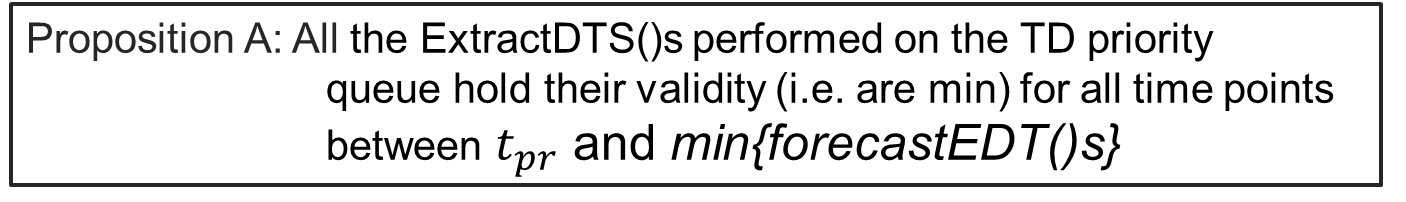 Proposition A: All the ExtractDTS()s performed on the TD priority
queue hold their validity (i.e. are min) for all time points
between t_pr and min{forecastEDT()s}